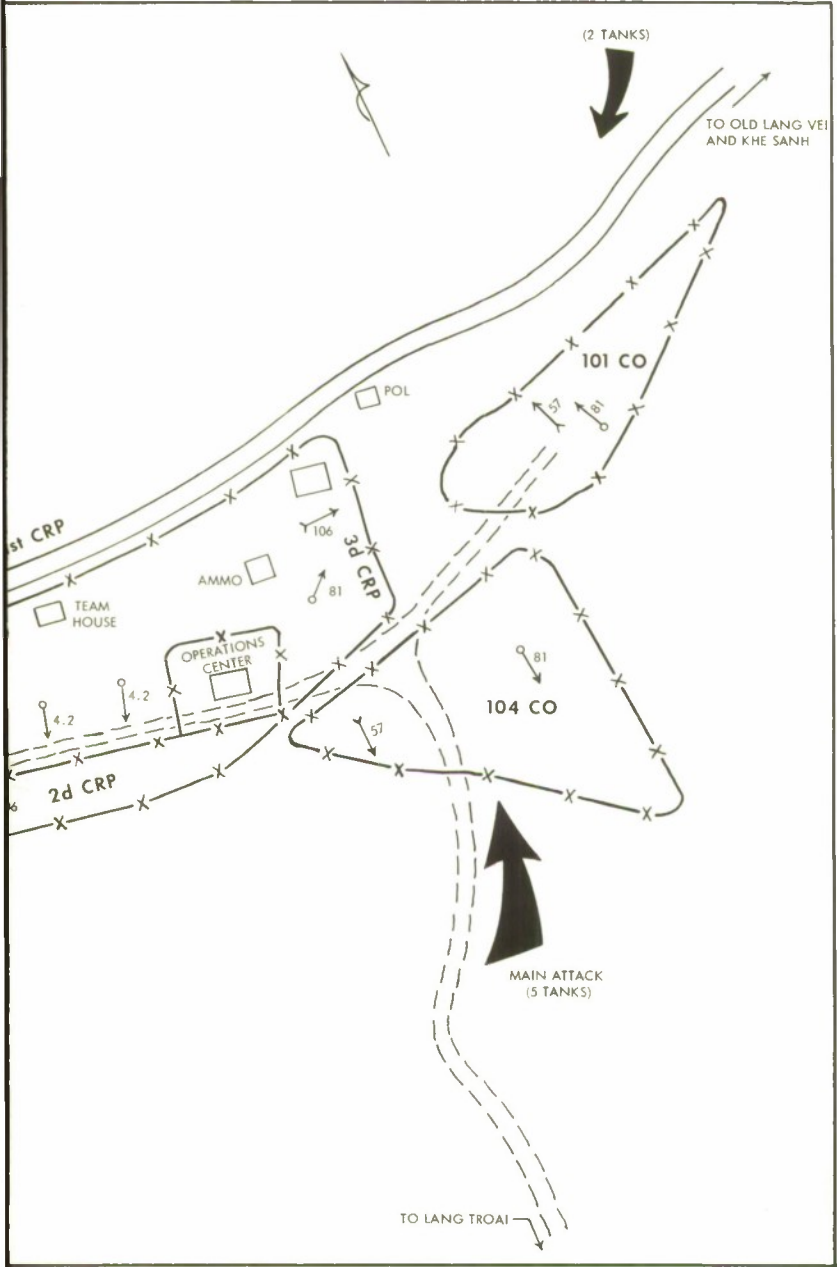 (2 TANKS)
TO OLD LANG VEI
AND KHE SANH
101 CO
57
81
POL
106
3d CRP
st CRP
AMMO
81
TEAM
HOUSE
OPERATIONS
CENTER
4.2
4.2
81
104 CO
57
2d CRP
6
MAIN ATTACK
(5 TANKS)
TO LANG TROAI